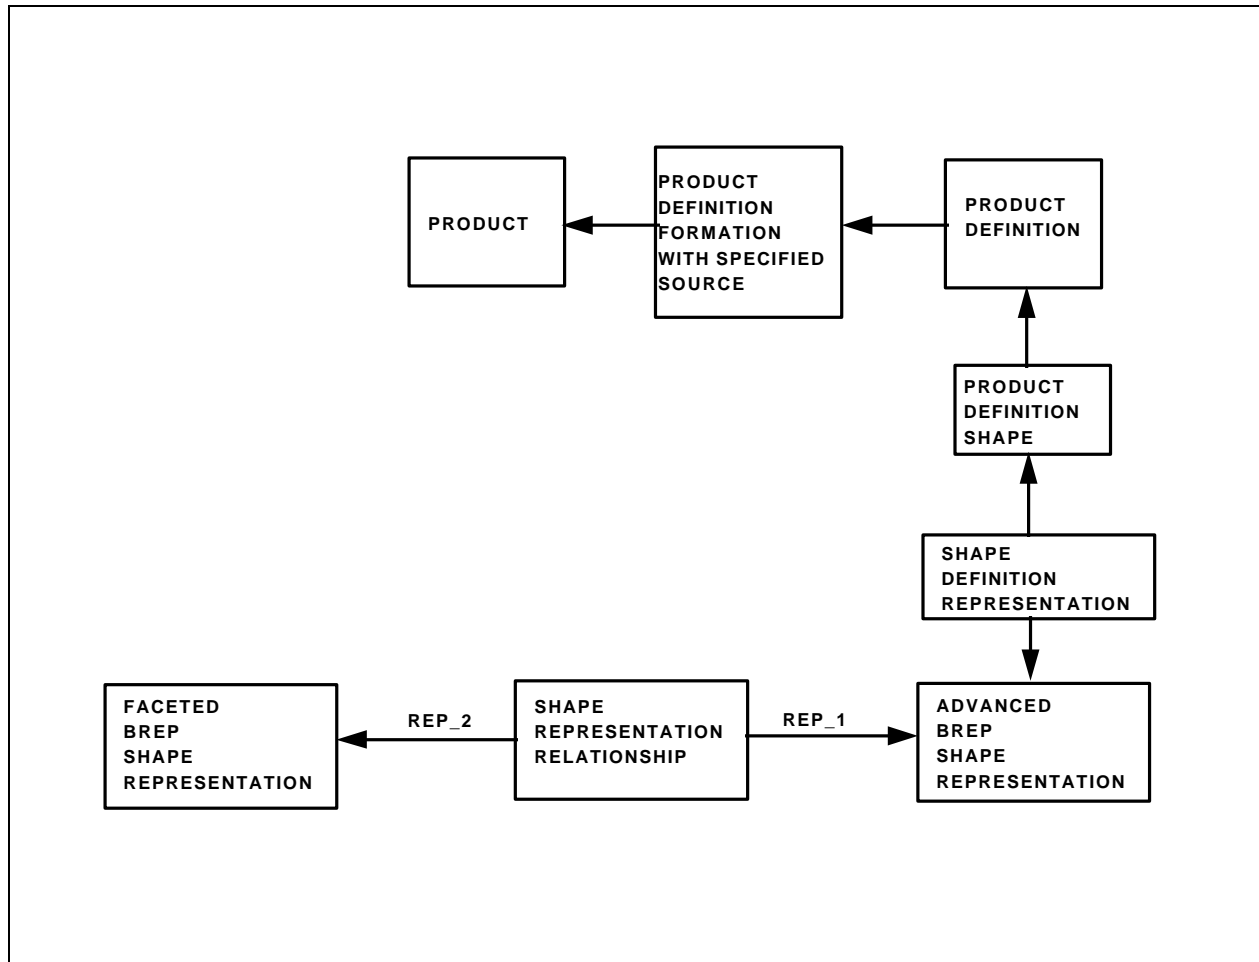 PRODUCT
PRODUCT
DEFINITION
FORMATION
WITH SPECIFIED
SOURCE
PRODUCT
DEFINITION
PRODUCT
DEFINITION
SHAPE
SHAPE
DEFINITION
REPRESENTATION
FACETED
BREP
SHAPE
REPRESENTATION
REP_2
SHAPE
REPRESENTATION
RELATIONSHIP
REP_1
ADVANCED
BREP
SHAPE
REPRESENTATION